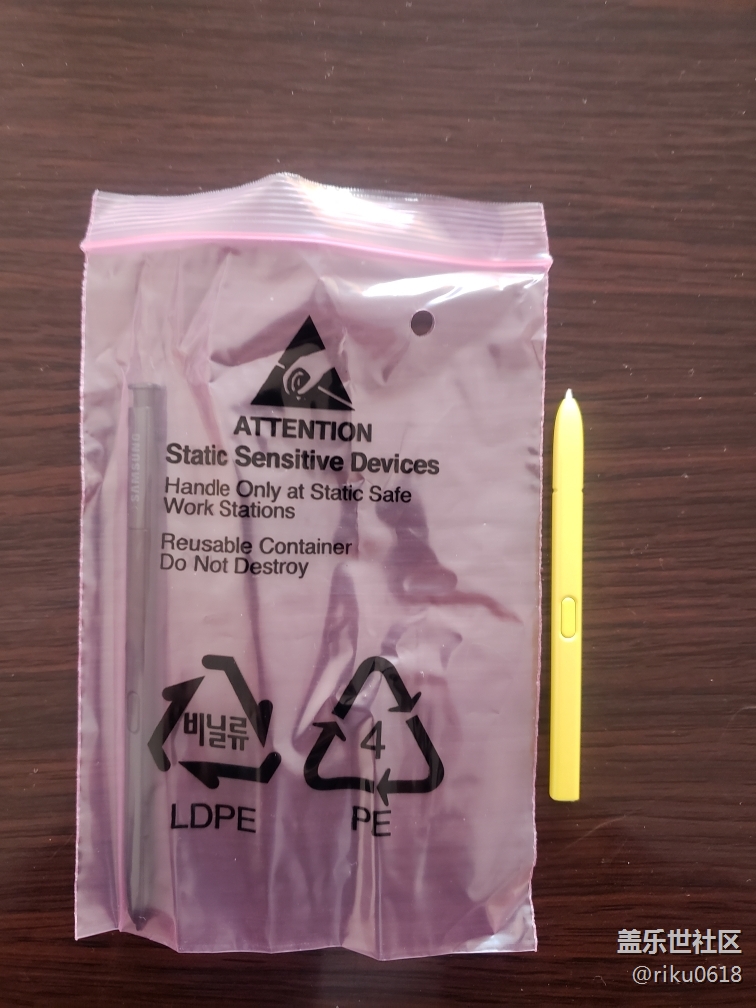 ATTENTION
Static Sensitive Devices
Handle Only at Static Safe
Work Stations
Reusable Container
Do Not Destroy
SAMSUNG
비닐류
4
LDPE
PE
盖乐世社区
@riku0618